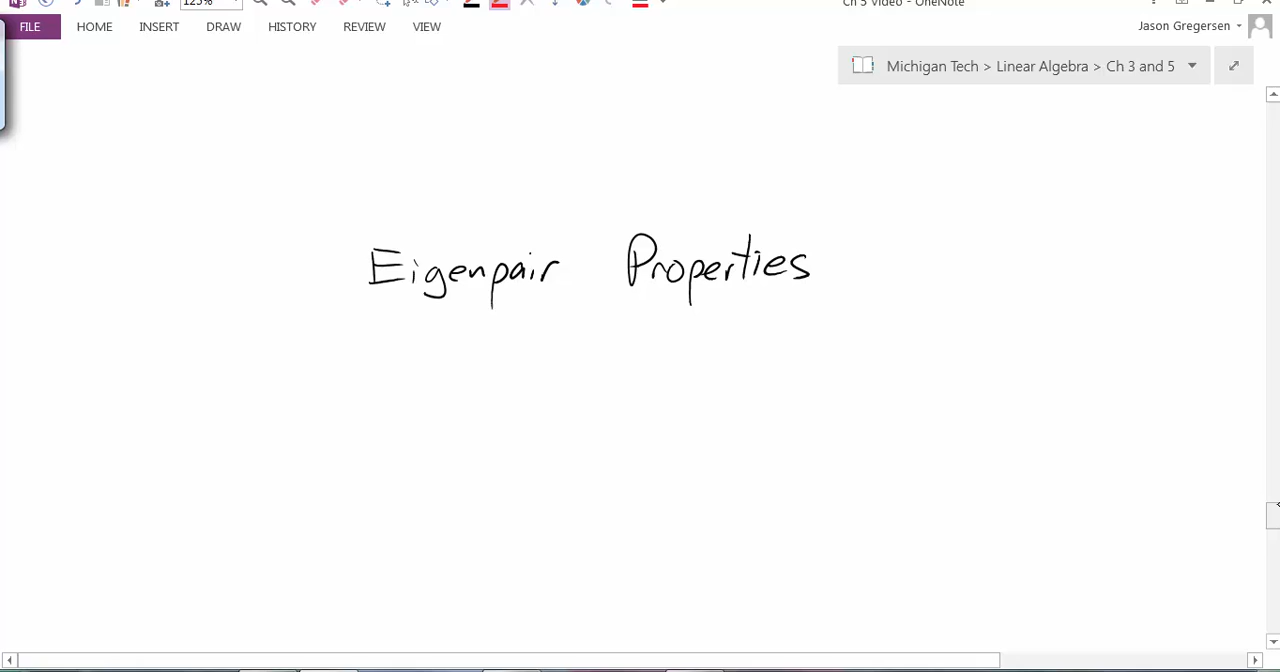 125%
Ch 5 Video - OneNote
FILE HOME INSERT DRAW HISTORY REVIEW VIEW
Jason Gregersen
Michigan Tech > Linear Algebra > Ch 3 and 5
Eigenpair Properties